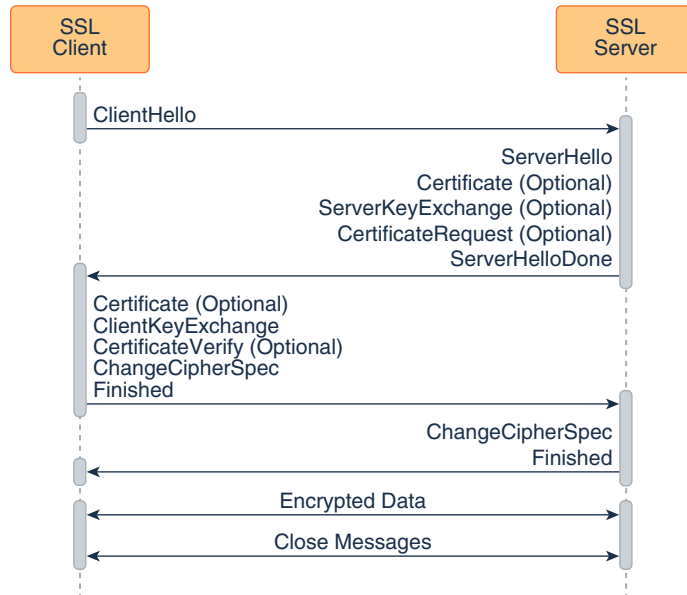 SSL
Client
SSL
Server
ClientHello
ServerHello
Certificate (Optional)
ServerKeyExchange (Optional)
CertificateRequest (Optional)
ServerHelloDone
Certificate (Optional)
ClientKeyExchange
CertificateVerify (Optional)
ChangeCipherSpec
Finished
ChangeCipherSpec
Finished
Encrypted Data
Close Messages